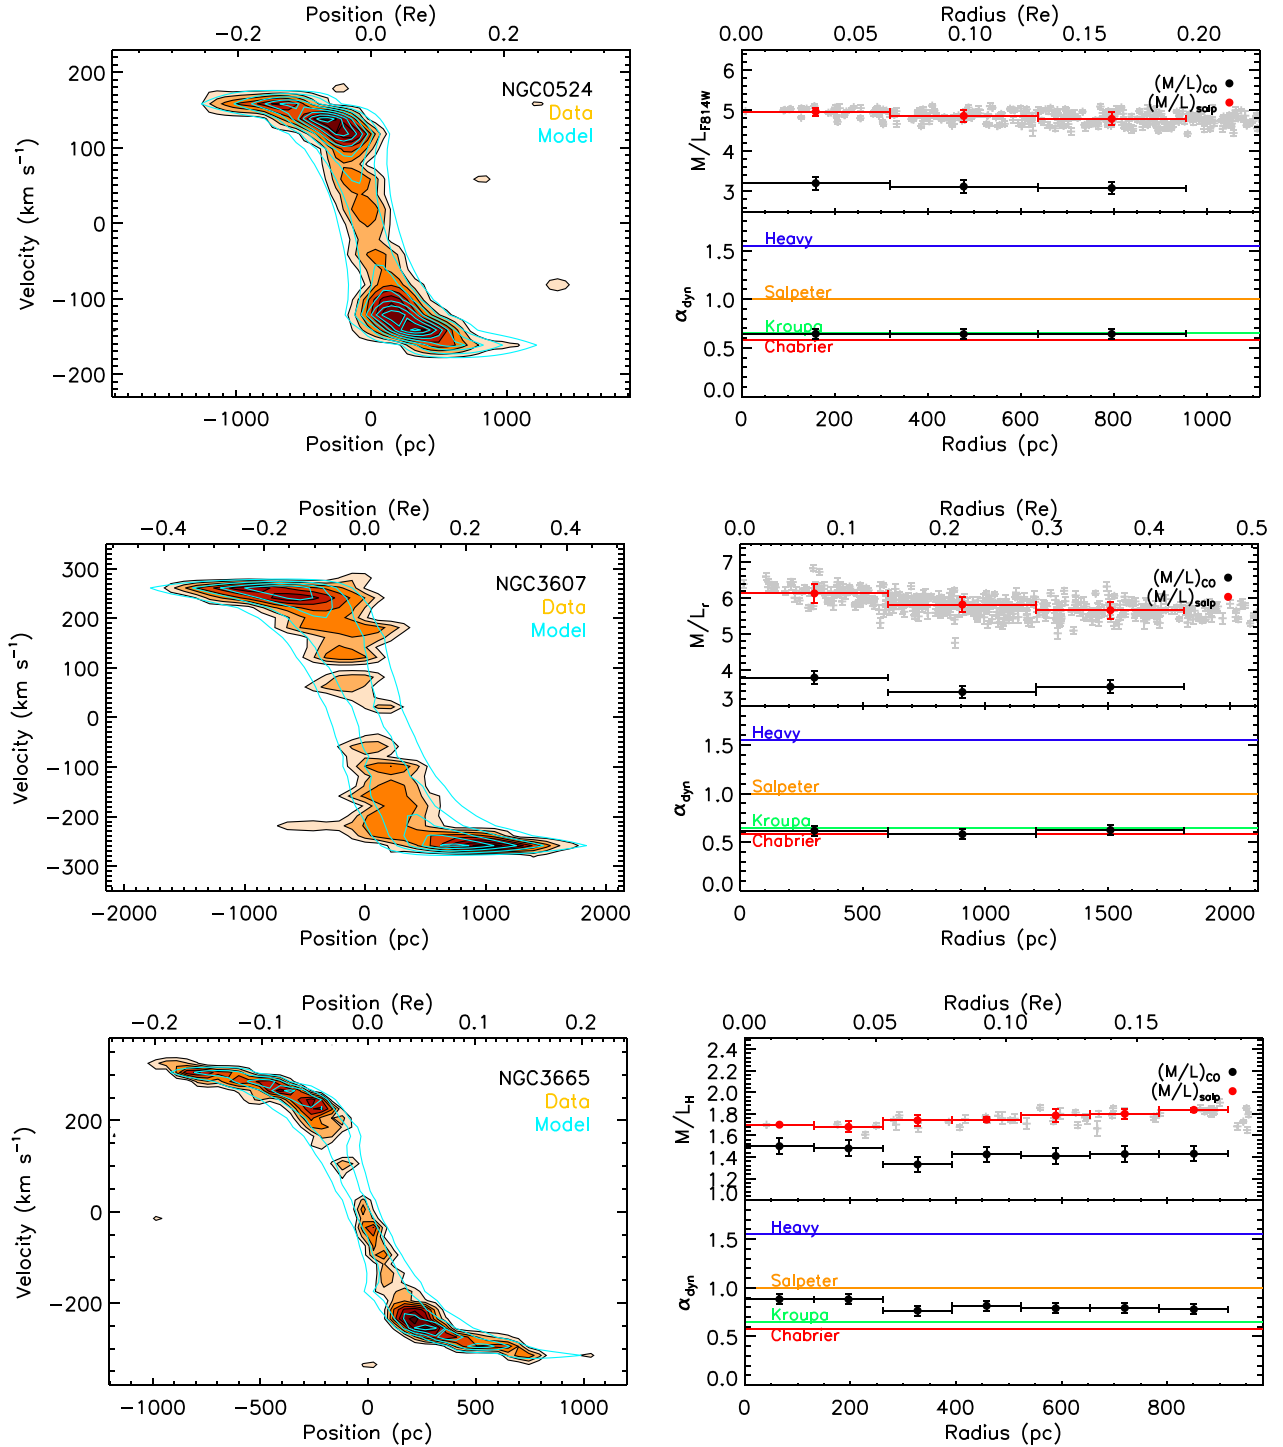 Position (Re)
−0.2 0.0 0.2
200
100
0
−100
−200
Velocity (km s⁻¹)
NGC0524
Data
Model
−1000 0 1000
Position (pc)
Radius (Re)
0.00 0.05 0.10 0.15 0.20
6
5
4
3
M/L_F814W
(M/L)_CO
(M/L)_salp
1.5
1.0
0.5
0.0
α_dyn
Heavy
Salpeter
Kroupa
Chabrier
0 200 400 600 800 1000
Radius (pc)
Position (Re)
−0.4 −0.2 0.0 0.2 0.4
300
200
100
0
−100
−200
−300
Velocity (km s⁻¹)
NGC3607
Data
Model
−2000 −1000 0 1000 2000
Position (pc)
Radius (Re)
0.0 0.1 0.2 0.3 0.4 0.5
7
6
5
4
3
M/L_r
(M/L)_CO
(M/L)_salp
1.5
1.0
0.5
0.0
α_dyn
Heavy
Salpeter
Kroupa
Chabrier
0 500 1000 1500 2000
Radius (pc)
Position (Re)
−0.2 −0.1 0.0 0.1 0.2
200
0
−200
Velocity (km s⁻¹)
NGC3665
Data
Model
−1000 −500 0 500 1000
Position (pc)
Radius (Re)
0.00 0.05 0.10 0.15
2.4
2.2
2.0
1.8
1.6
1.4
1.2
1.0
M/L_H
(M/L)_CO
(M/L)_salp
1.5
1.0
0.5
0.0
α_dyn
Heavy
Salpeter
Kroupa
Chabrier
0 200 400 600 800
Radius (pc)